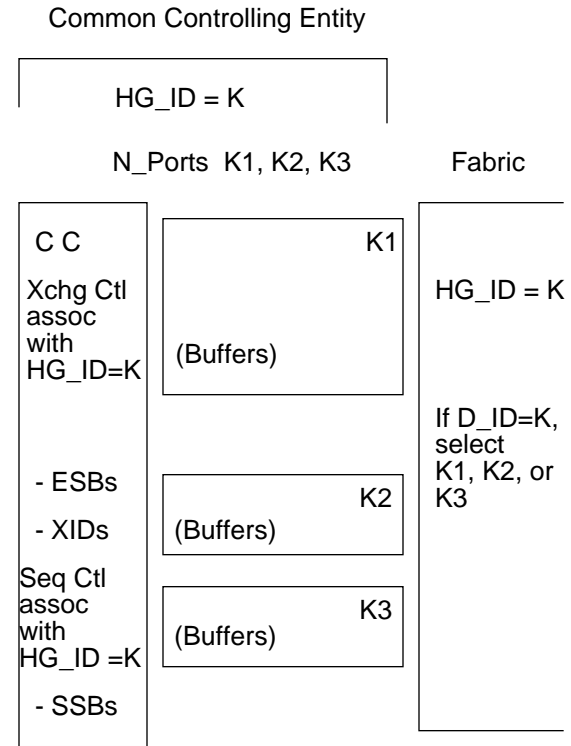 Common Controlling Entity
HG_ID = K
N_Ports K1, K2, K3
Fabric
C C
Xchg Ctl
assoc
with
HG_ID=K
- ESBs
- XIDs
Seq Ctl
assoc
with
HG_ID =K
- SSBs
K1
(Buffers)
K2
(Buffers)
K3
(Buffers)
HG_ID = K
If D_ID=K,
select
K1, K2, or
K3